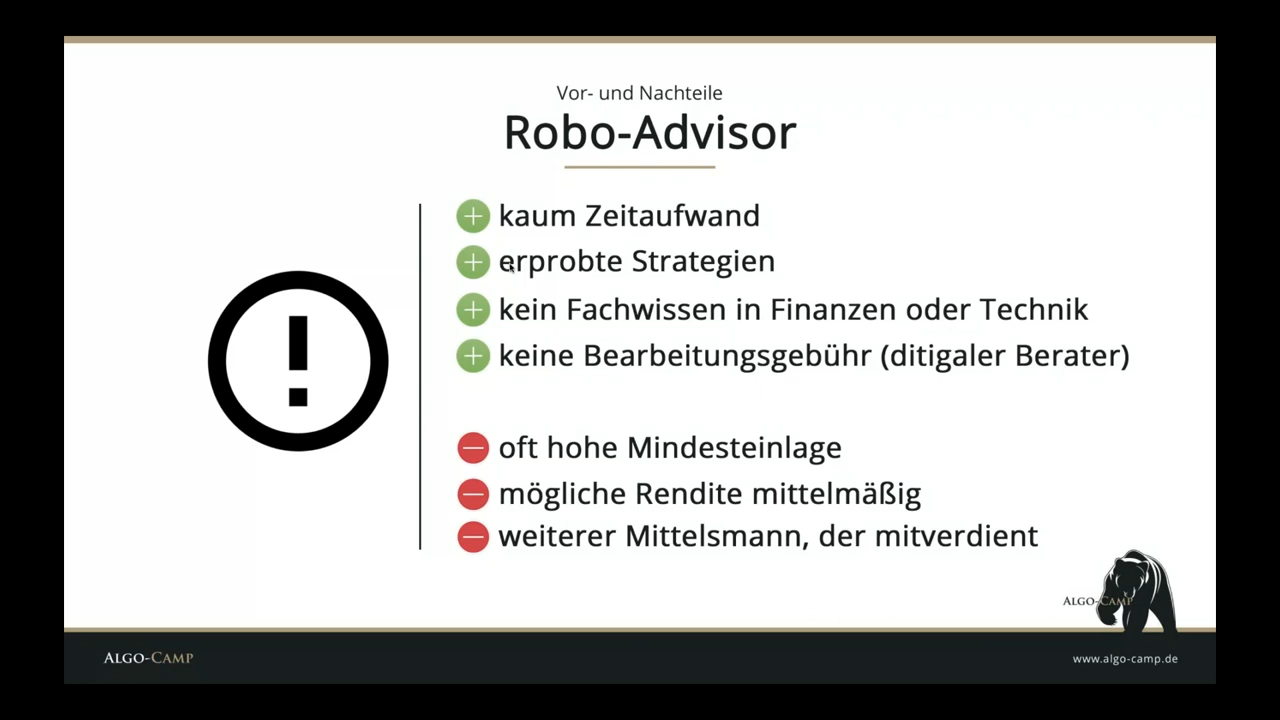 Vor- und Nachteile
Robo-Advisor
kaum Zeitaufwand
erprobte Strategien
kein Fachwissen in Finanzen oder Technik
keine Bearbeitungsgebühr (ditigaler Berater)
oft hohe Mindesteinlage
mögliche Rendite mittelmäßig
weiterer Mittelsmann, der mitverdient
ALGO-CAMP
ALGO-CAMP
www.algo-camp.de